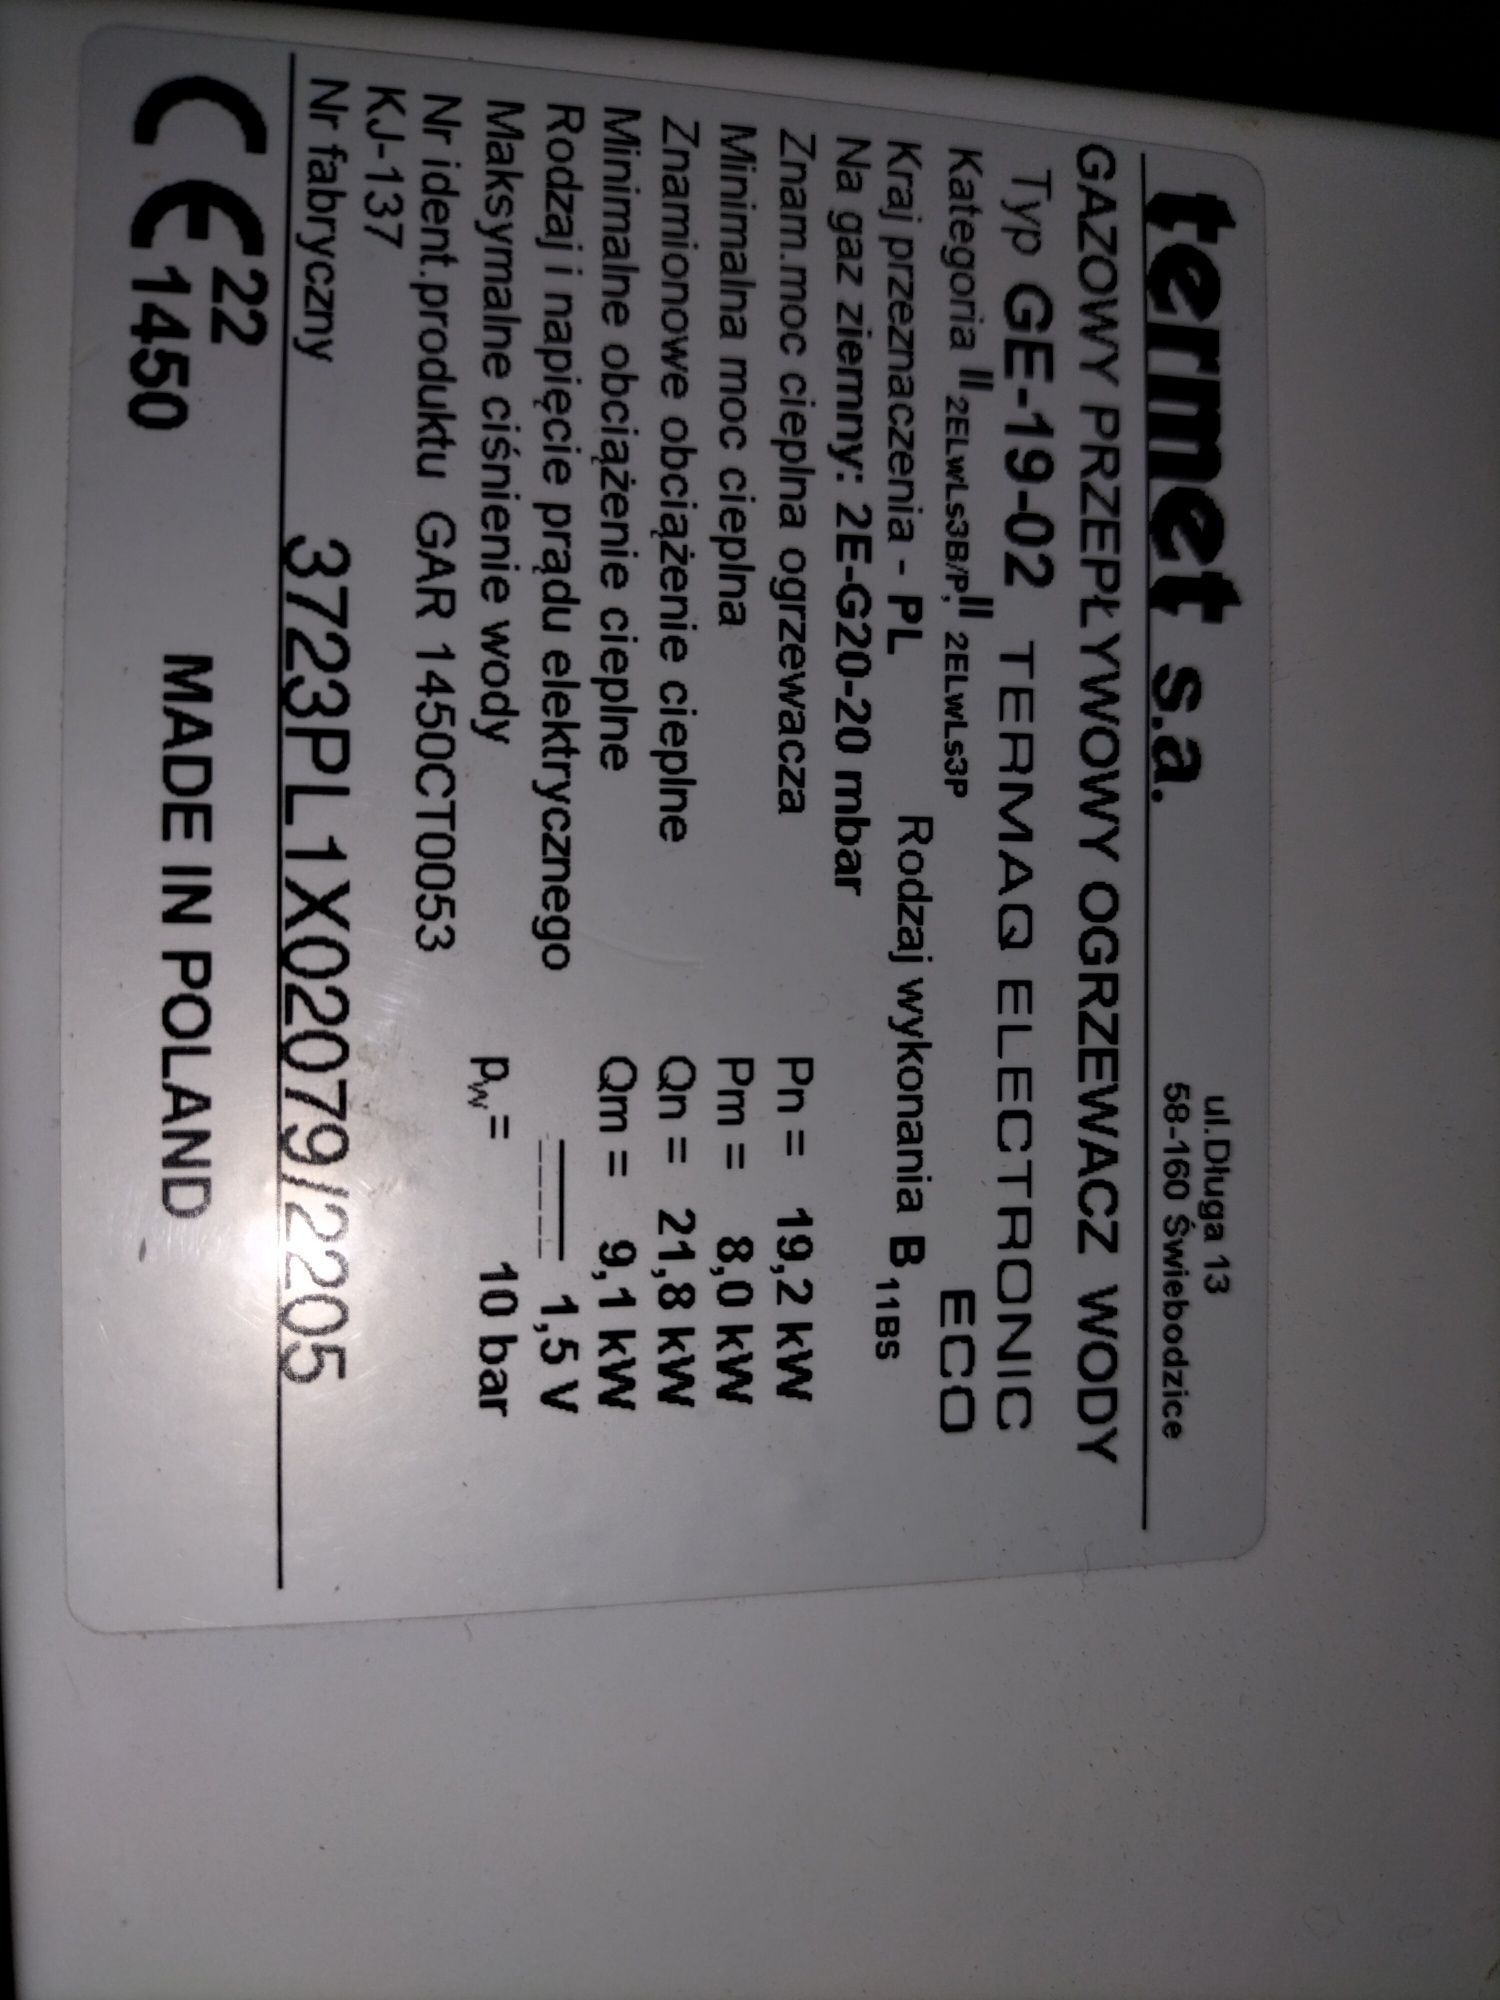 termet s.a.
ul.Długa 13
58-160 Świebodzice
GAZOWY PRZEPŁYWOWY OGRZEWACZ WODY
Typ GE-19-02 TERMAQ ELECTRONIC
ECO
Kategoria II2ELwLs3B/P, II2ELwLs3P
Kraj przeznaczenia - PL Rodzaj wykonania B11BS
Na gaz ziemny: 2E-G20-20 mbar
Znam.moc cieplna ogrzewacza Pn = 19,2 kW
Minimalna moc cieplna Pm = 8,0 kW
Znamionowe obciążenie cieplne Qn = 21,8 kW
Minimalne obciążenie cieplne Qm = 9,1 kW
Rodzaj i napięcie prądu elektrycznego 1,5 V
Maksymalne ciśnienie wody pw = 10 bar
Nr ident.produktu GAR 1450CT0053
KJ-137
Nr fabryczny 3723PL1X02079/2205
CE 22
1450
MADE IN POLAND